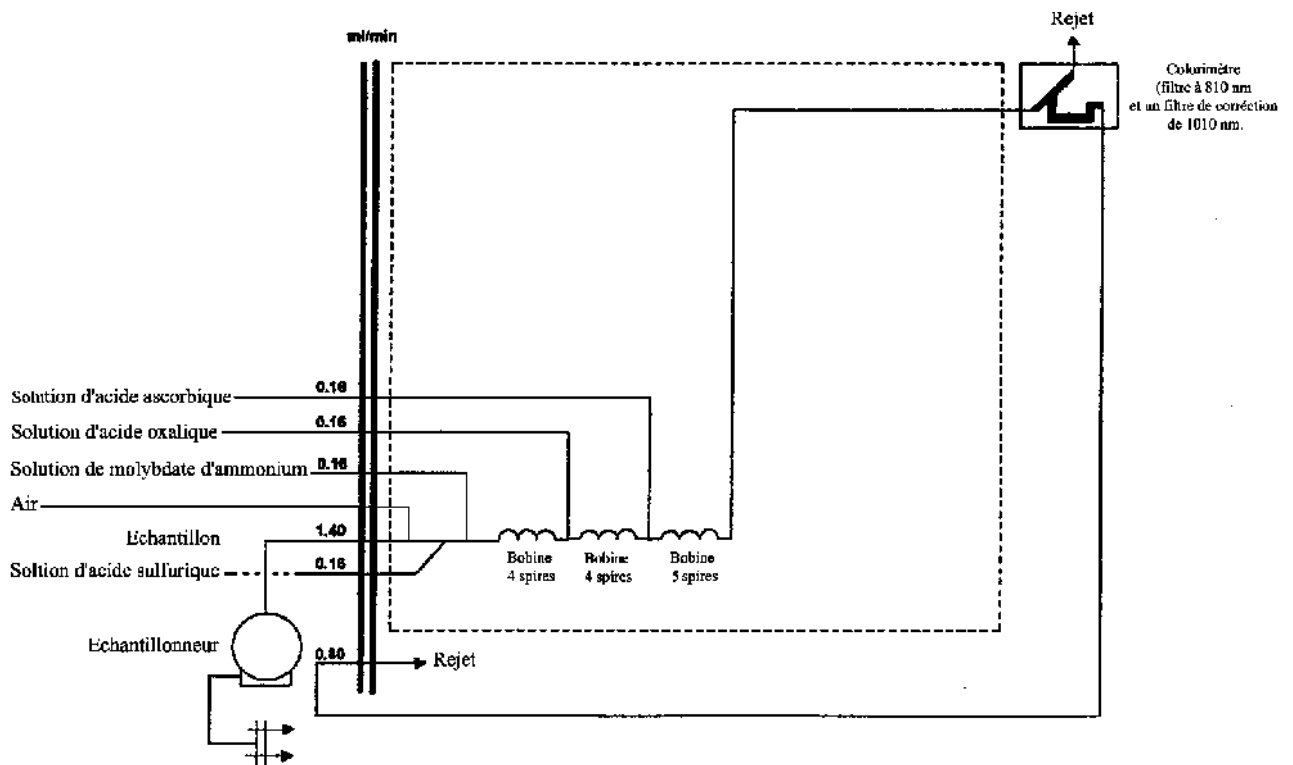 Rejet
ml/min
Colorimètre
(filtre à 810 nm
et un filtre de corréction
de 1010 nm.
Solution d'acide ascorbique
0.16
Solution d'acide oxalique
0.16
Solution de molybdate d'ammonium
0.16
Air
Echantillon
1.40
Soltion d'acide sulfurique
0.16
Bobine
4 spires
Bobine
4 spires
Bobine
5 spires
Echantillonneur
0.80
Rejet